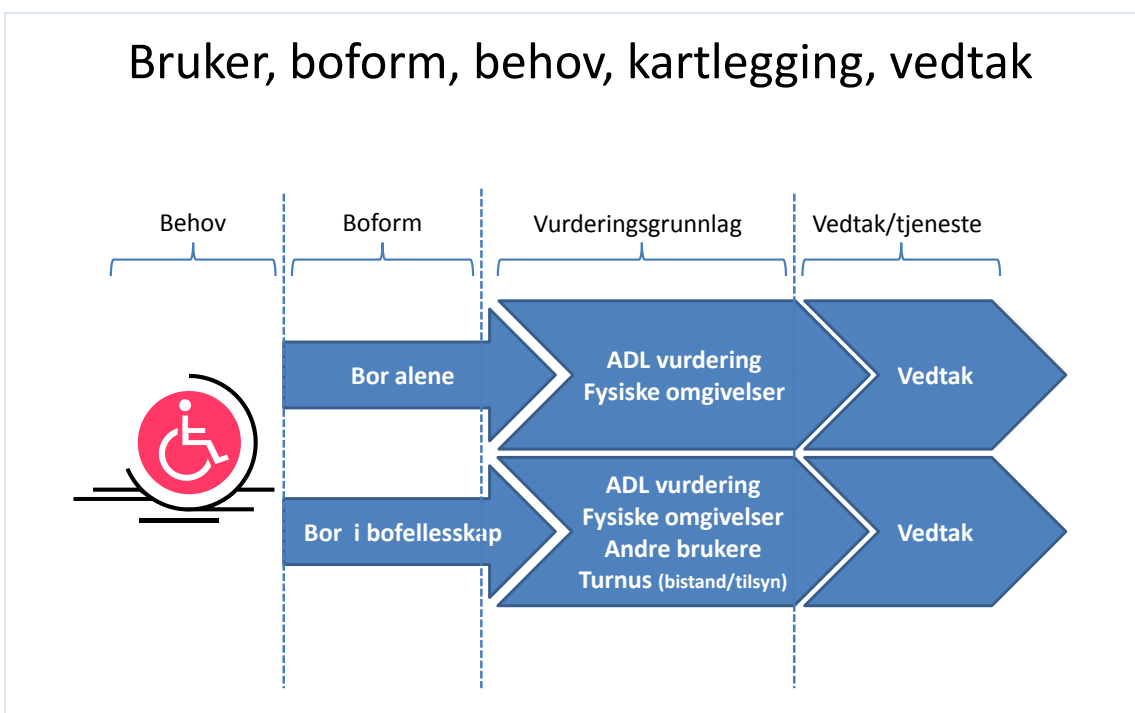 Bruker, boform, behov, kartlegging, vedtak
Behov
Boform
Vurderingsgrunnlag
Vedtak/tjeneste
Bor alene
ADL vurdering
Fysiske omgivelser
Vedtak
Bor i bofellesskap
ADL vurdering
Fysiske omgivelser
Andre brukere
Turnus (bistand/tilsyn)
Vedtak